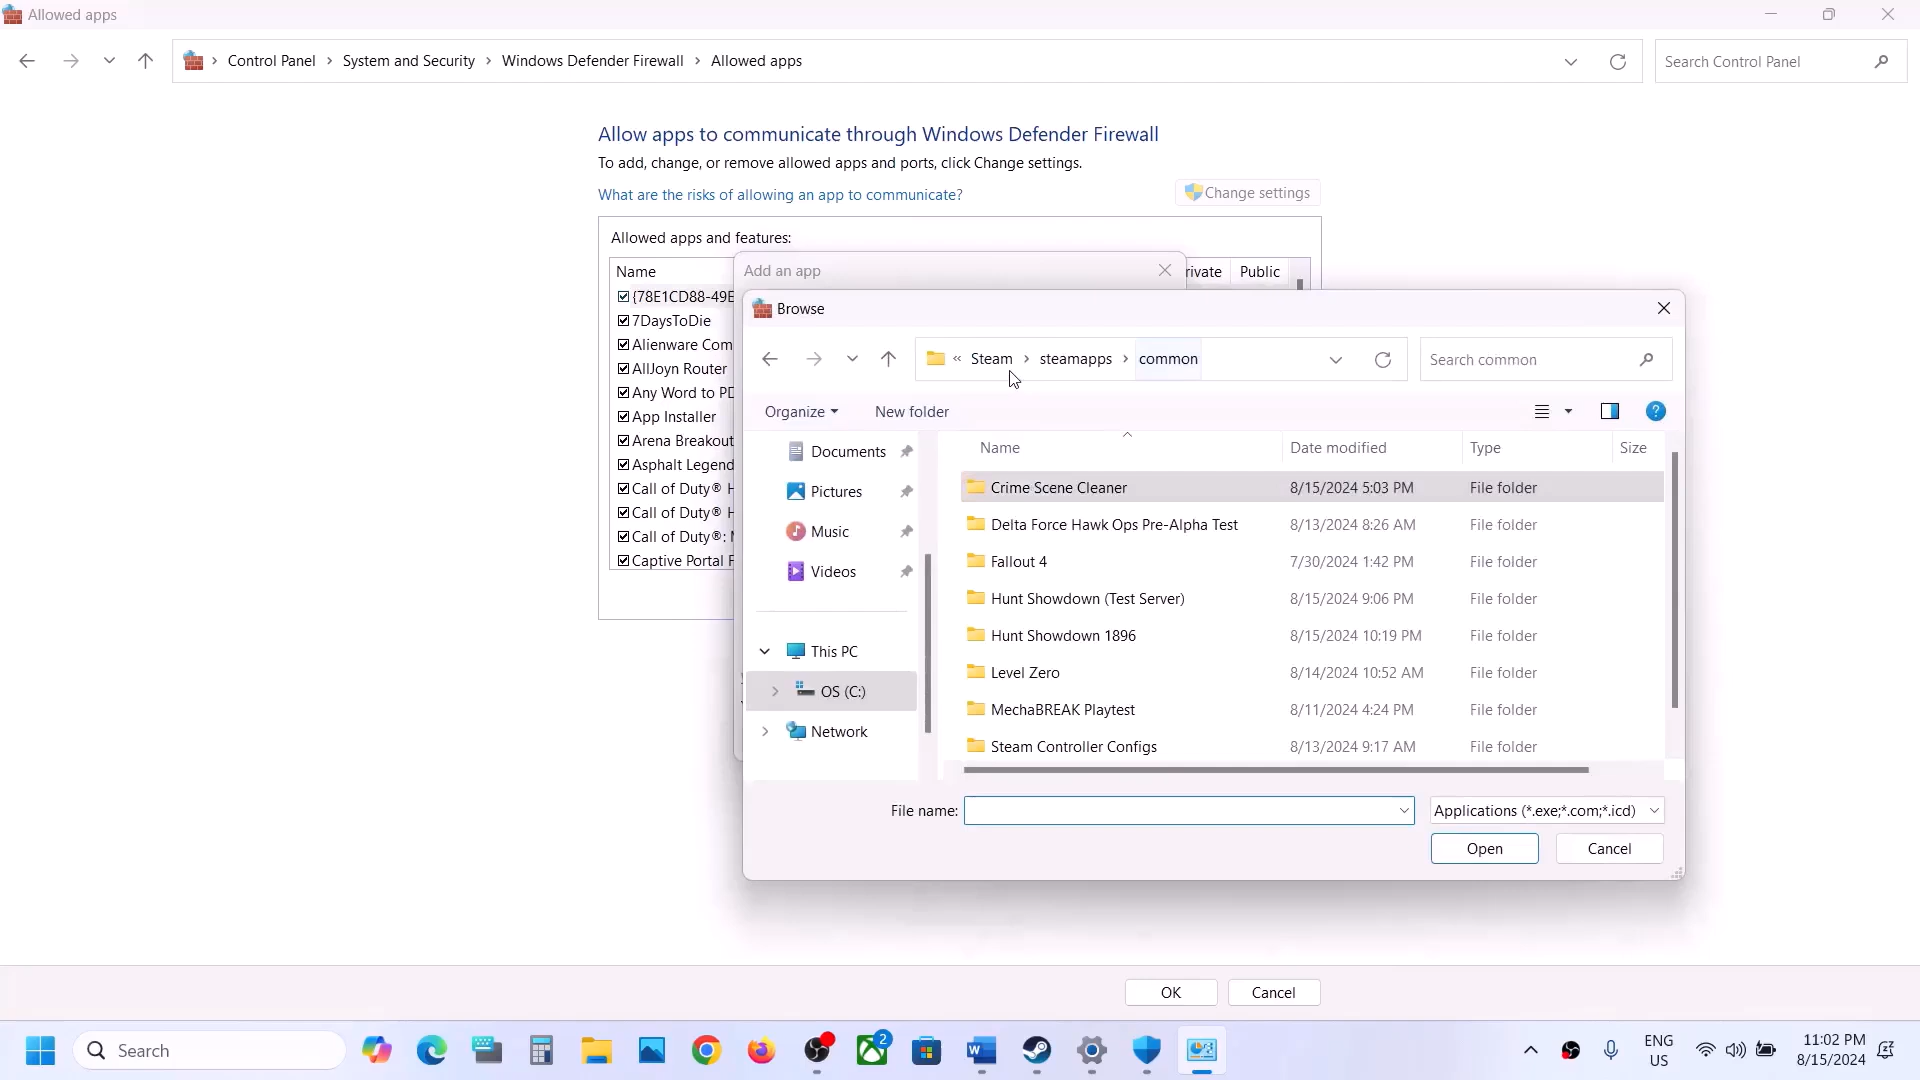 Allowed apps
Control Panel > System and Security > Windows Defender Firewall > Allowed apps
Search Control Panel
Allow apps to communicate through Windows Defender Firewall
To add, change, or remove allowed apps and ports, click Change settings.
What are the risks of allowing an app to communicate?
Change settings
Allowed apps and features:
Name
rivate
Public
{78E1CD88-49E
7DaysToDie
Alienware Com
AllJoyn Router
Any Word to PD
App Installer
Arena Breakout
Asphalt Legend
Call of Duty® H
Call of Duty® H
Call of Duty®:
Captive Portal F
Add an app
Browse
« Steam > steamapps > common
Search common
Organize
New folder
Documents
Pictures
Music
Videos
This PC
OS (C:)
Network
Name Date modified Type Size
Crime Scene Cleaner 8/15/2024 5:03 PM File folder
Delta Force Hawk Ops Pre-Alpha Test 8/13/2024 8:26 AM File folder
Fallout 4 7/30/2024 1:42 PM File folder
Hunt Showdown (Test Server) 8/15/2024 9:06 PM File folder
Hunt Showdown 1896 8/15/2024 10:19 PM File folder
Level Zero 8/14/2024 10:52 AM File folder
MechaBREAK Playtest 8/11/2024 4:24 PM File folder
Steam Controller Configs 8/13/2024 9:17 AM File folder
File name:
Applications (*.exe;*.com;*.icd)
Open
Cancel
OK
Cancel
Search
2
ENG
US
11:02 PM
8/15/2024